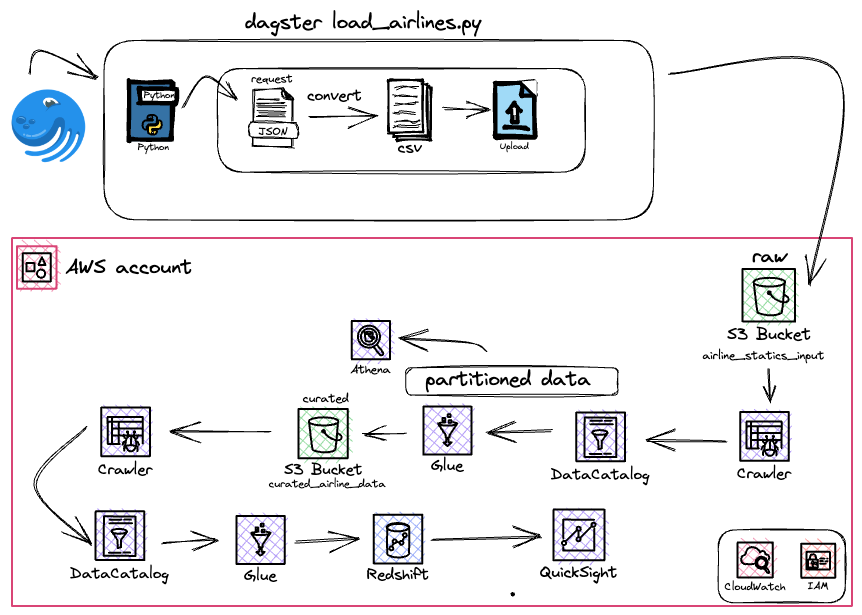 dagster load_airlines.py
request
Python
JSON
convert
Python
csv
Upload
AWS account
raw
S3 Bucket
airline_statics_input
Athena
partitioned data
curated
Crawler
S3 Bucket
curated_airline_data
Glue
DataCatalog
Crawler
DataCatalog
Glue
Redshift
QuickSight
CloudWatch
IAM